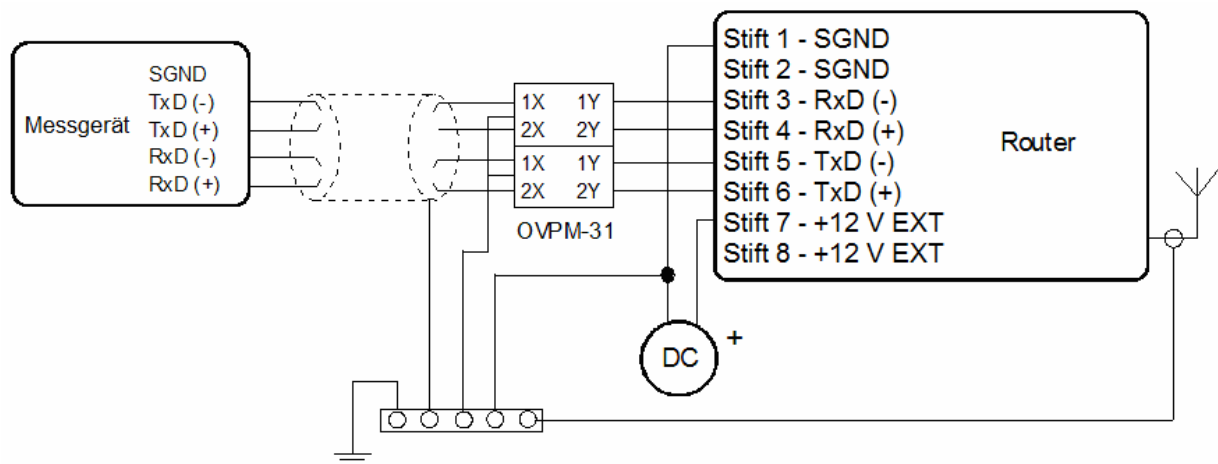 Messgerät
SGND
TxD (-)
TxD (+)
RxD (-)
RxD (+)
1X 1Y
2X 2Y
1X 1Y
2X 2Y
OVPM-31
Stift 1 - SGND
Stift 2 - SGND
Stift 3 - RxD (-)
Stift 4 - RxD (+)
Stift 5 - TxD (-)
Stift 6 - TxD (+)
Stift 7 - +12 V EXT
Stift 8 - +12 V EXT
Router
DC
+